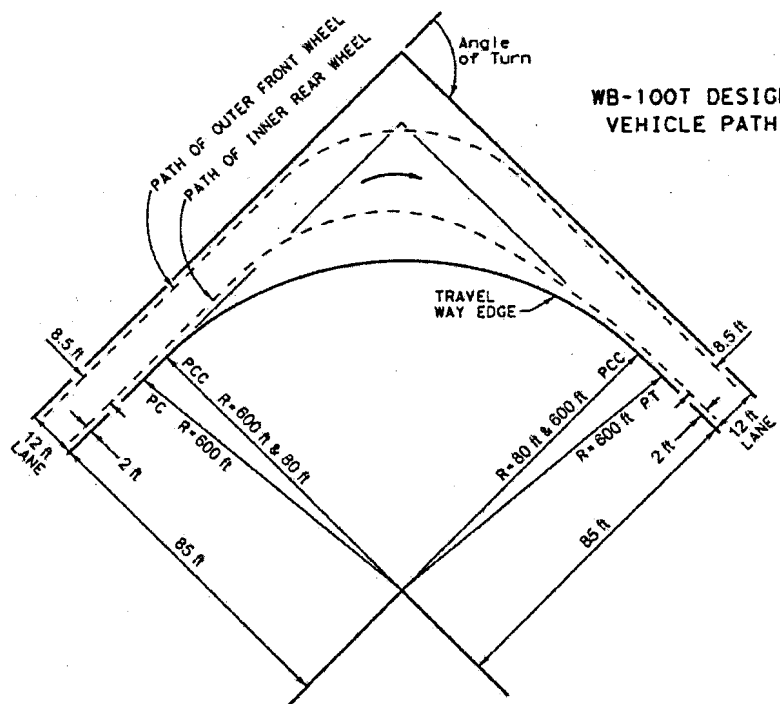 PATH OF OUTER FRONT WHEEL
PATH OF INNER REAR WHEEL
Angle
of Turn
WB-100T DESIG
VEHICLE PATH
TRAVEL
WAY EDGE
8.5 ft
8.5 ft
PCC
PC
R=600 ft
R=600 ft & 80 ft
PCC
R=80 ft & 600 ft
PT
R=600 ft
12 ft
LANE
2 ft
2 ft
12 ft
LANE
85 ft
85 ft